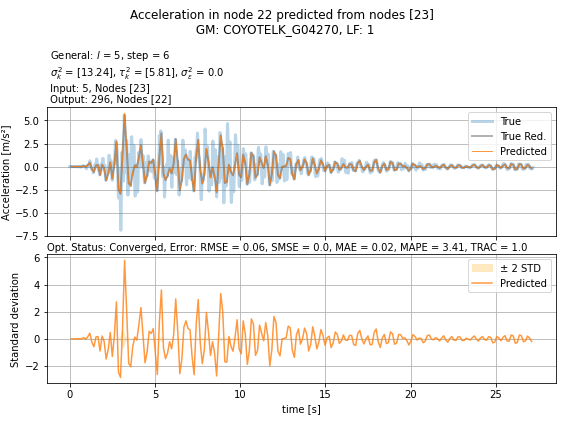 Acceleration in node 22 predicted from nodes [23]
GM: COYOTELK_G04270, LF: 1
General: l = 5, step = 6
σ²ₖ = [13.24], τ²ₖ = [5.81], σ²ε = 0.0
Input: 5, Nodes [23]
Output: 296, Nodes [22]
Acceleration [m/s²]
5.0
2.5
0.0
−2.5
−5.0
−7.5
True
True Red.
Predicted
Opt. Status: Converged, Error: RMSE = 0.06, SMSE = 0.0, MAE = 0.02, MAPE = 3.41, TRAC = 1.0
Standard deviation
6
4
2
0
−2
± 2 STD
Predicted
0
5
10
15
20
25
time [s]